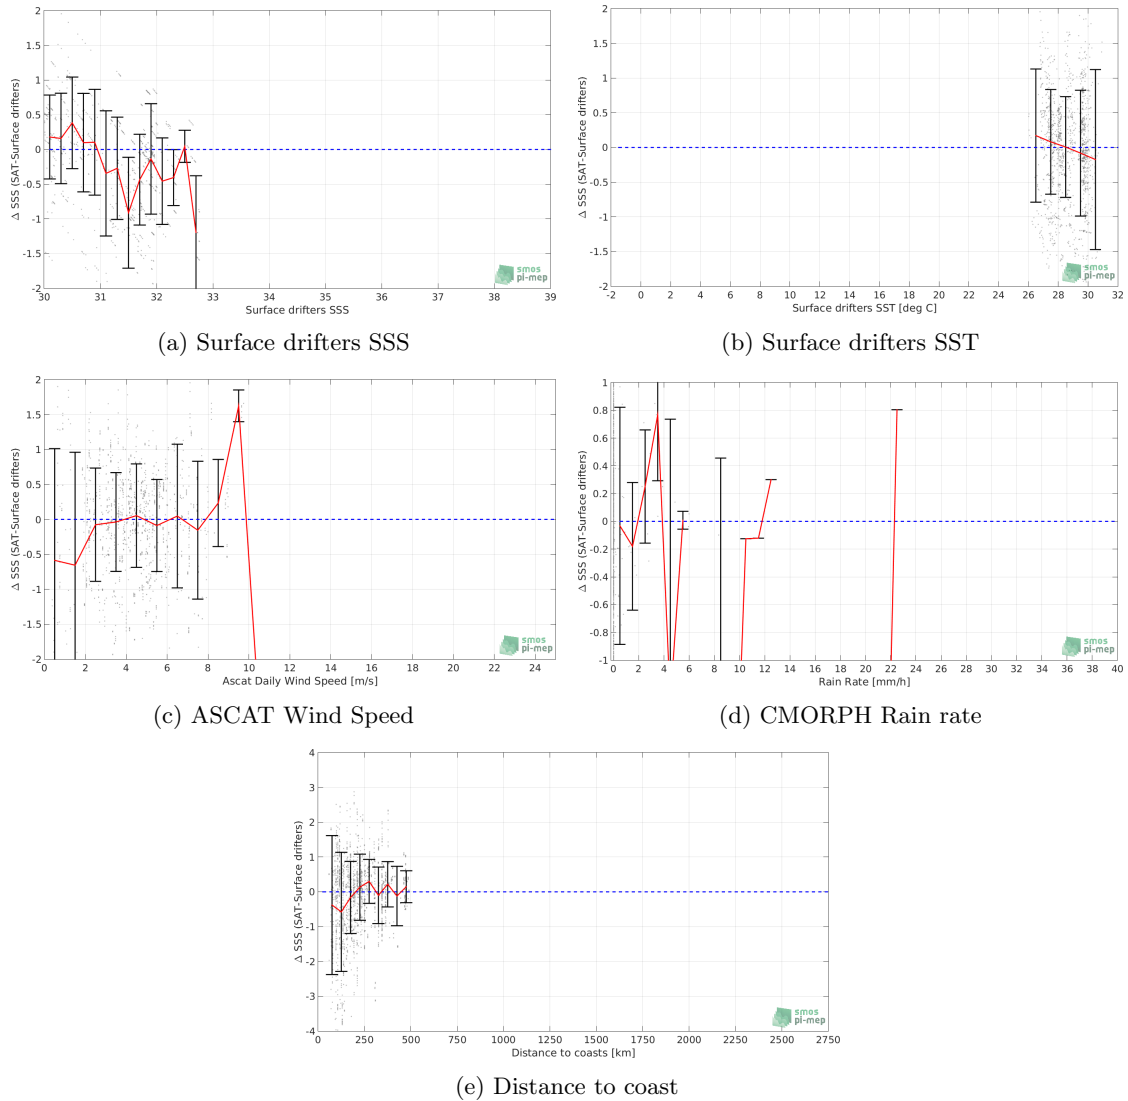 2
1.5
1
0.5
0
-0.5
-1
-1.5
-2
Δ SSS (SAT-Surface drifters)
30 31 32 33 34 35 36 37 38 39
Surface drifters SSS
smos
pi-mep
(a) Surface drifters SSS
2
1.5
1
0.5
0
-0.5
-1
-1.5
-2
Δ SSS (SAT-Surface drifters)
-2 0 2 4 6 8 10 12 14 16 18 20 22 24 26 28 30 32
Surface drifters SST [deg C]
smos
pi-mep
(b) Surface drifters SST
2
1.5
1
0.5
0
-0.5
-1
-1.5
-2
Δ SSS (SAT-Surface drifters)
0 2 4 6 8 10 12 14 16 18 20 22 24
Ascat Daily Wind Speed [m/s]
smos
pi-mep
(c) ASCAT Wind Speed
1
0.8
0.6
0.4
0.2
0
-0.2
-0.4
-0.6
-0.8
-1
Δ SSS (SAT-Surface drifters)
0 2 4 6 8 10 12 14 16 18 20 22 24 26 28 30 32 34 36 38 40
Rain Rate [mm/h]
smos
pi-mep
(d) CMORPH Rain rate
4
3
2
1
0
-1
-2
-3
-4
Δ SSS (SAT-Surface drifters)
0 250 500 750 1000 1250 1500 1750 2000 2250 2500 2750
Distance to coasts [km]
smos
pi-mep
(e) Distance to coast